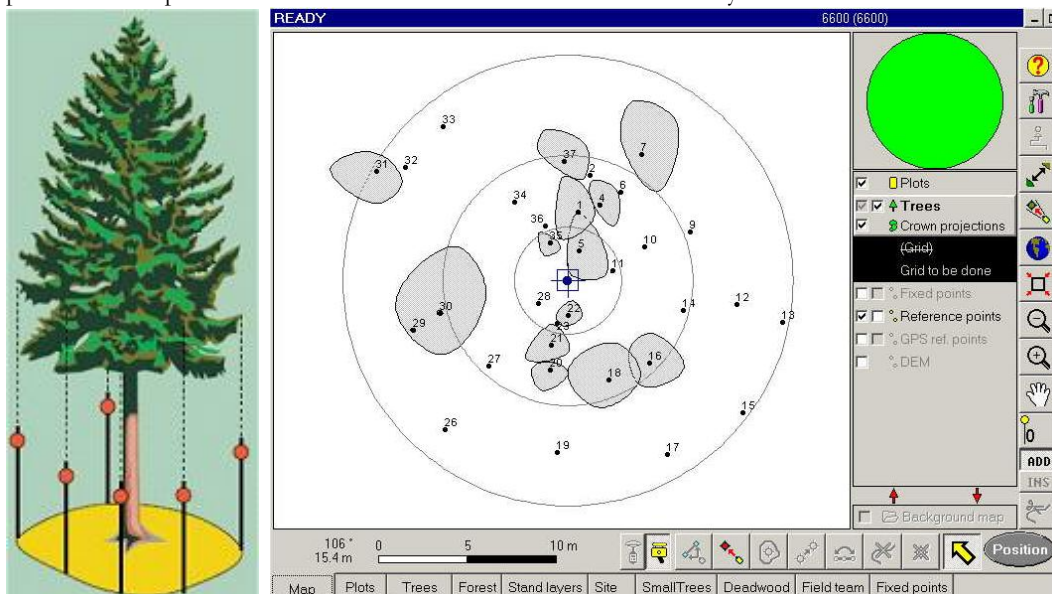 READY 6600 (6600)
33
31
32
37
2
7
6
34
1
4
36
35
5
10
9
11
28
22
23
30
29
14
12
13
21
20
27
18
16
15
26
19
17
Plots
Trees
Crown projections
(Grid)
Grid to be done
Fixed points
Reference points
GPS ref. points
DEM
ADD
INS
Background map
106 °
15.4 m
0 5 10 m
Position
Map Plots Trees Forest Stand layers Site SmallTrees Deadwood Field team Fixed points